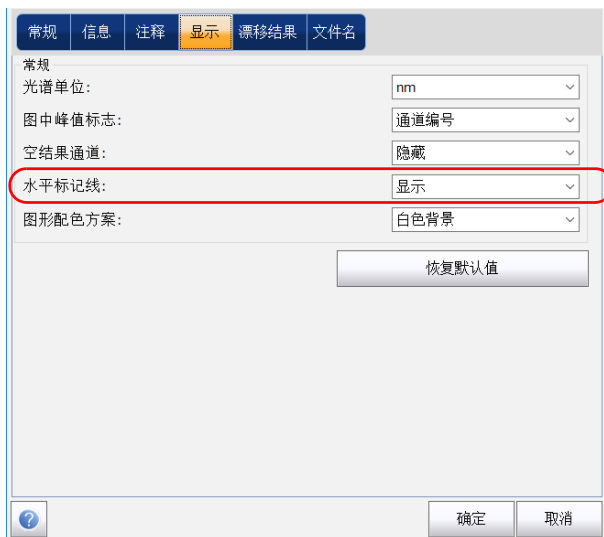 常规 信息 注释 显示 漂移结果 文件名
常规
光谱单位: nm
图中峰值标志: 通道编号
空结果通道: 隐藏
水平标记线: 显示
图形配色方案: 白色背景
恢复默认值
? 确定 取消